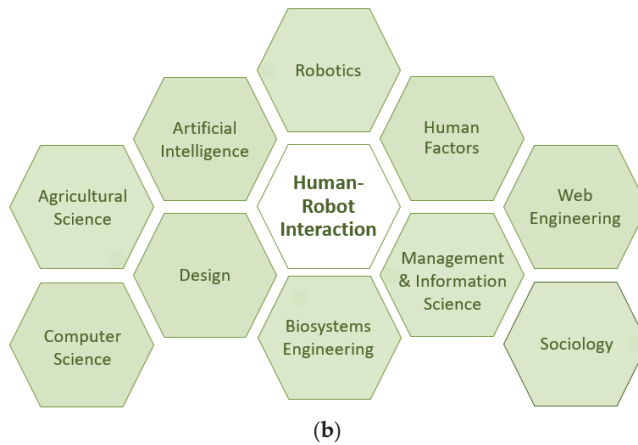 Robotics
Artificial
Intelligence
Human
Factors
Agricultural
Science
Human-
Robot
Interaction
Web
Engineering
Design
Management
& Information
Science
Computer
Science
Biosystems
Engineering
Sociology
(b)